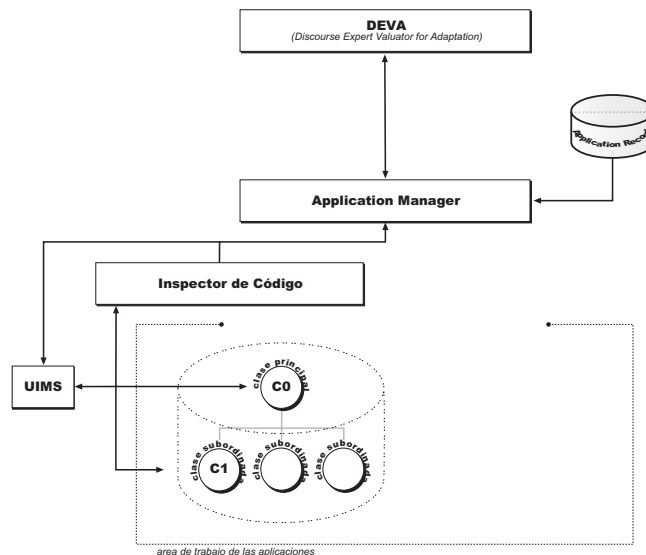 DEVA
(Discourse Expert Valuator for Adaptation)
Application
Application Manager
Inspector de Código
UIMS
clase principal
C0
clase subordinada
clase subordinada
clase subordinada
C1
area de trabajo de las aplicaciones